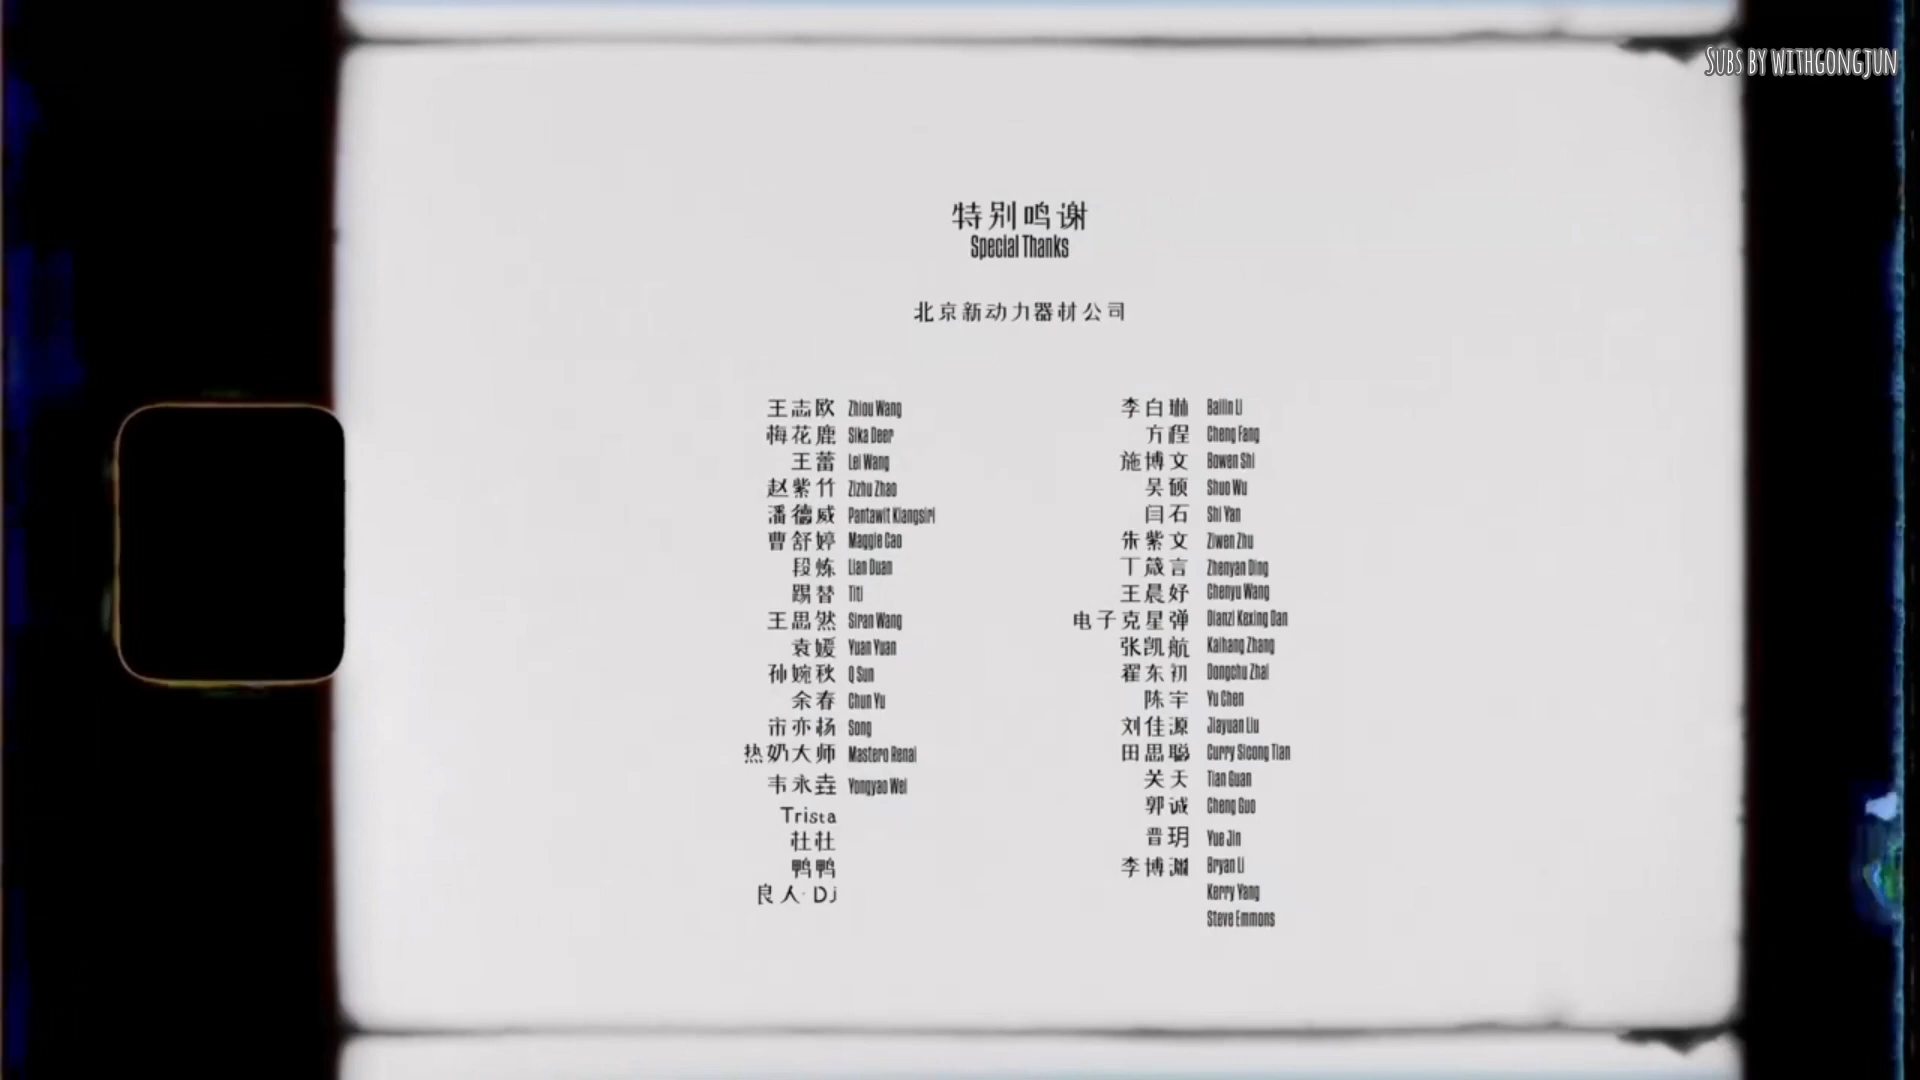 Subs by withgongjun
特别鸣谢
Special Thanks
北京新动力器材公司
王志欧 Zhiou Wang
梅花鹿 Sika Deer
王蕾 Lei Wang
赵紫竹 Zizhu Zhao
潘德威 Pantawit Kiangsiri
曹舒婷 Maggie Cao
段炼 Lian Duan
踢替 Titi
王思然 Siran Wang
袁媛 Yuan Yuan
孙婉秋 Q Sun
余春 Chun Yu
市亦杨 Song
热奶大师 Mastero Renai
韦永垚 Yongyao Wei
Trista
壮壮
鸭鸭
良人·DJ
李白琳 Bailin Li
方程 Cheng Fang
施博文 Bowen Shi
吴硕 Shuo Wu
闫石 Shi Yan
朱紫文 Ziwen Zhu
丁箴言 Zhenyan Ding
王晨妤 Chenyu Wang
电子克星弹 Dianzi Kexing Dan
张凯航 Kaihang Zhang
翟东初 Dongchu Zhai
陈宇 Yu Chen
刘佳源 Jiayuan Liu
田思聪 Curry Sicong Tian
关天 Tian Guan
郭诚 Cheng Guo
晋玥 Yue Jin
李博渊 Bryan Li
Kerry Yang
Steve Emmons